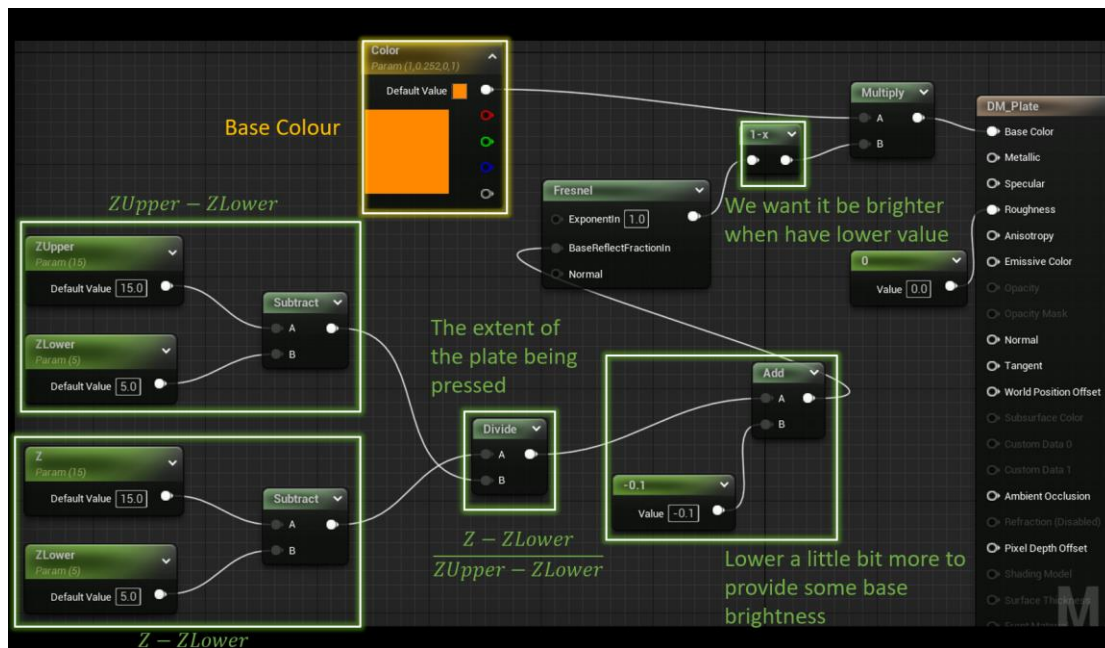 Color
Param (1,0.252,0,1)
Default Value
Base Colour
Multiply
A
B
1-x
DM_Plate
Base Color
Metallic
Specular
Roughness
Anisotropy
Emissive Color
Opacity
Opacity Mask
Normal
Tangent
World Position Offset
Subsurface Color
Custom Data 0
Custom Data 1
Ambient Occlusion
Refraction (Disabled)
Pixel Depth Offset
Shading Model
Surface Thickness
M
Fresnel
ExponentIn 1.0
BaseReflectFractionIn
Normal
We want it be brighter
when have lower value
0
Value 0.0
ZUpper − ZLower
ZUpper
Param (15)
Default Value 15.0
Subtract
A
B
ZLower
Param (5)
Default Value 5.0
The extent of
the plate being
pressed
Add
A
B
Divide
A
B
-0.1
Value -0.1
Z
Param (15)
Default Value 15.0
Subtract
A
B
ZLower
Param (5)
Default Value 5.0
Z − ZLower
ZUpper − ZLower
Lower a little bit more to
provide some base
brightness
Z − ZLower